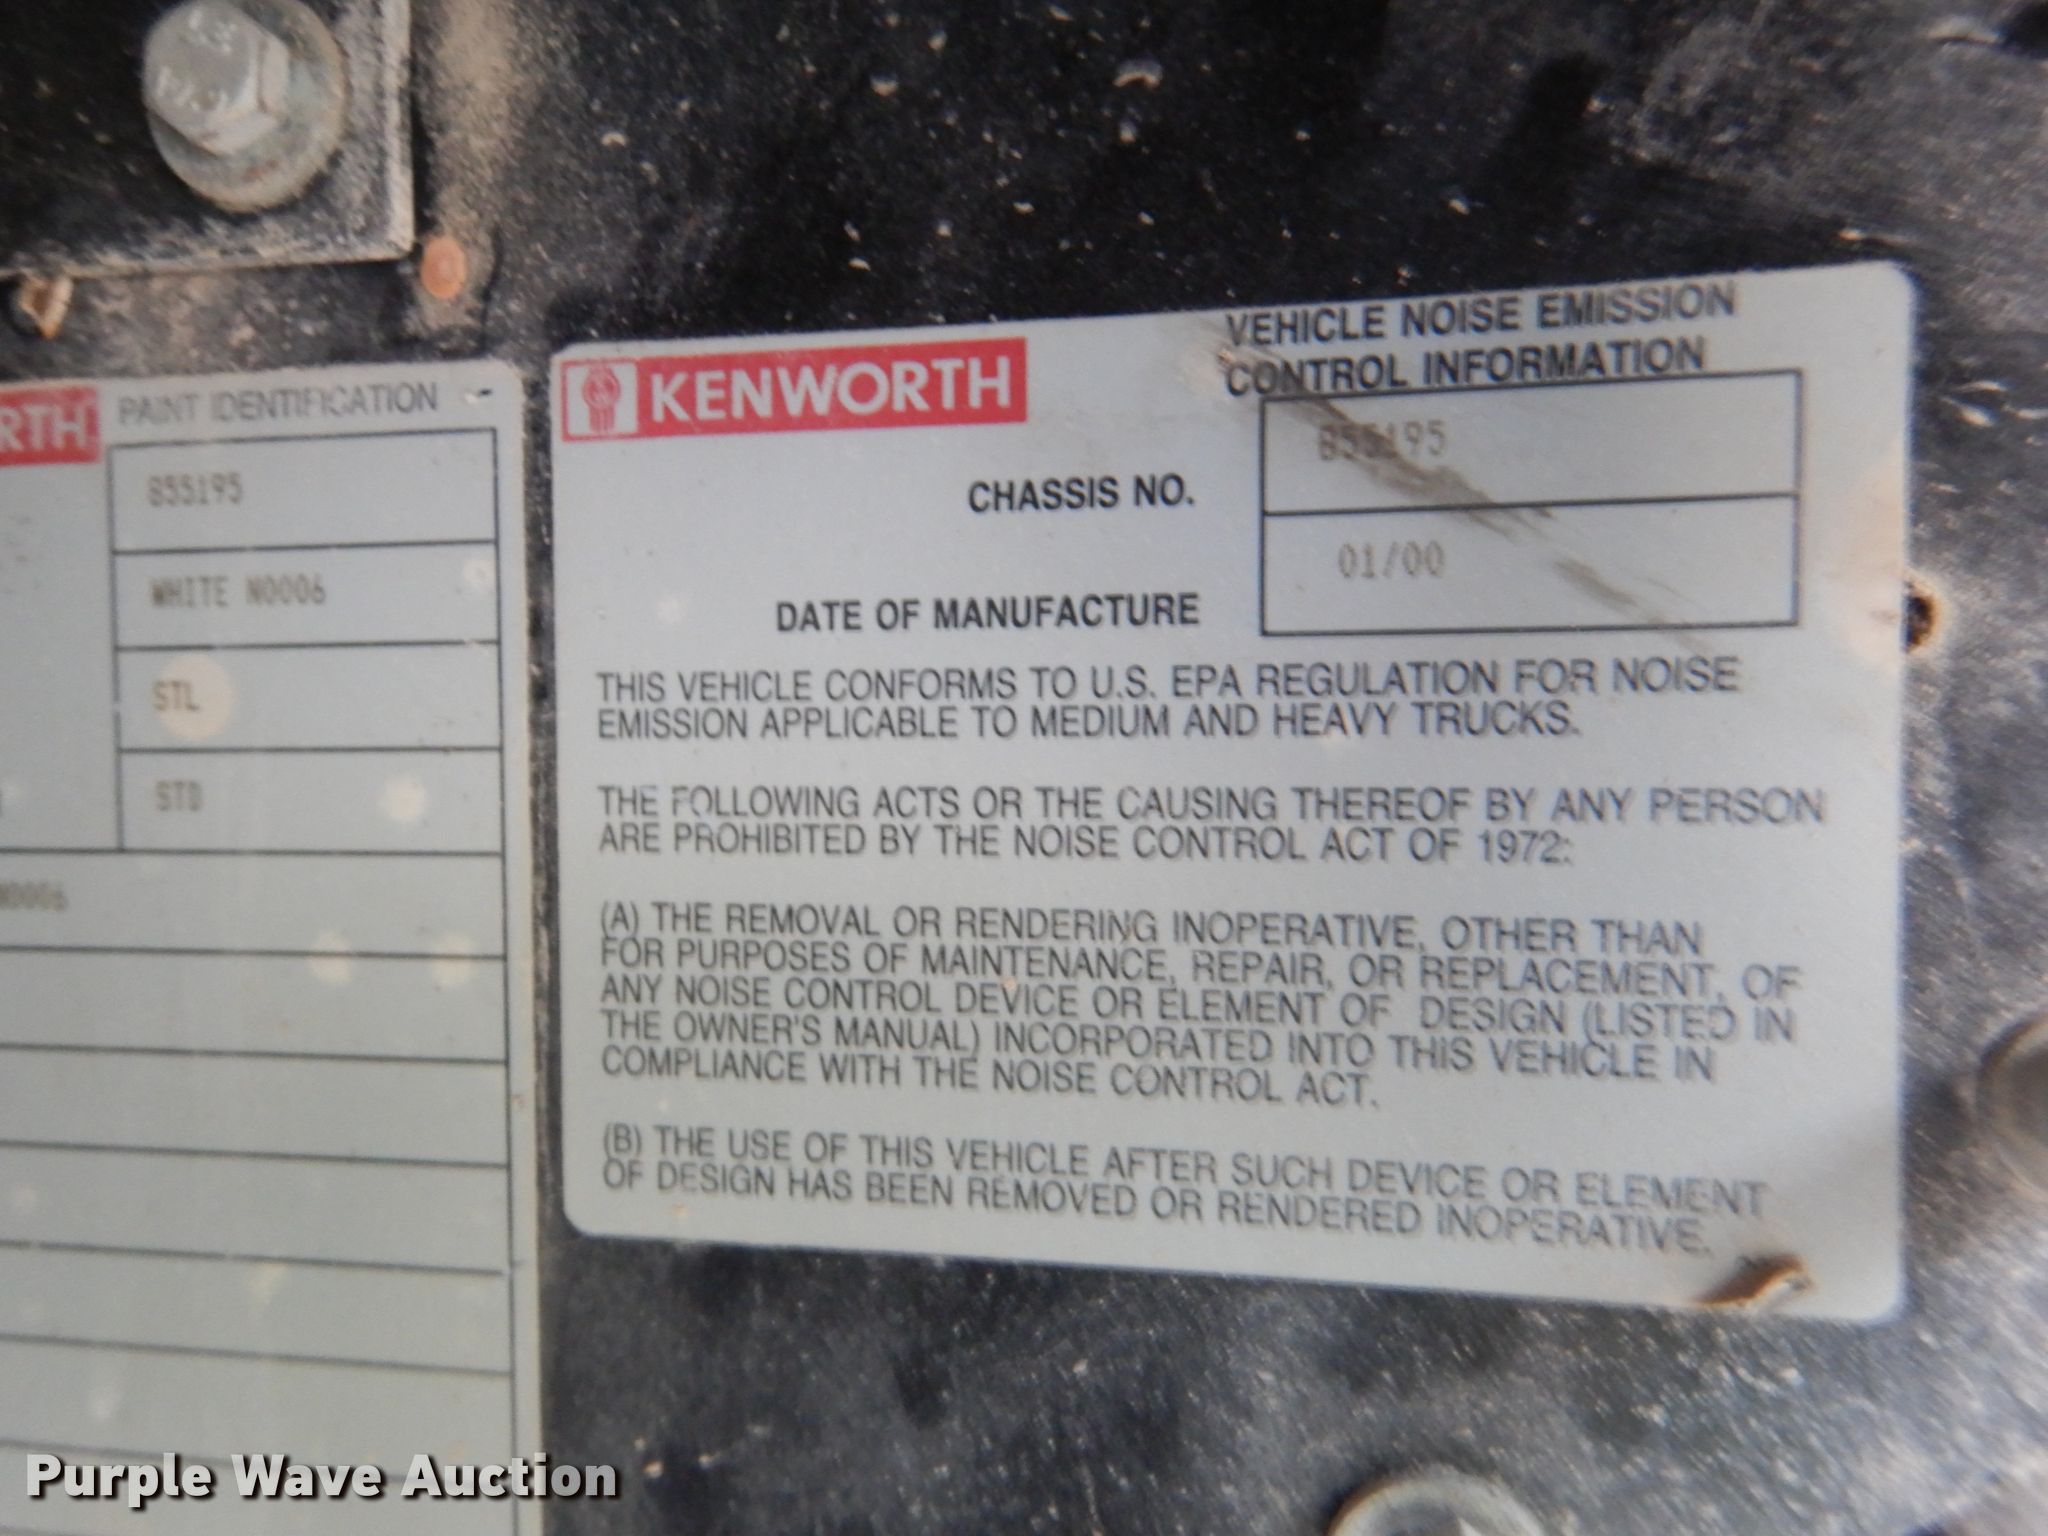 RTH PAINT IDENTIFICATION
855195
WHITE N0006
STL
STD
N0006
KENWORTH
VEHICLE NOISE EMISSION
CONTROL INFORMATION
CHASSIS NO.
855195
DATE OF MANUFACTURE
01/00
THIS VEHICLE CONFORMS TO U.S. EPA REGULATION FOR NOISE
EMISSION APPLICABLE TO MEDIUM AND HEAVY TRUCKS.
THE FOLLOWING ACTS OR THE CAUSING THEREOF BY ANY PERSON
ARE PROHIBITED BY THE NOISE CONTROL ACT OF 1972:
(A) THE REMOVAL OR RENDERING INOPERATIVE, OTHER THAN
FOR PURPOSES OF MAINTENANCE, REPAIR, OR REPLACEMENT, OF
ANY NOISE CONTROL DEVICE OR ELEMENT OF DESIGN (LISTED IN
THE OWNER'S MANUAL) INCORPORATED INTO THIS VEHICLE IN
COMPLIANCE WITH THE NOISE CONTROL ACT.
(B) THE USE OF THIS VEHICLE AFTER SUCH DEVICE OR ELEMENT
OF DESIGN HAS BEEN REMOVED OR RENDERED INOPERATIVE.
Purple Wave Auction